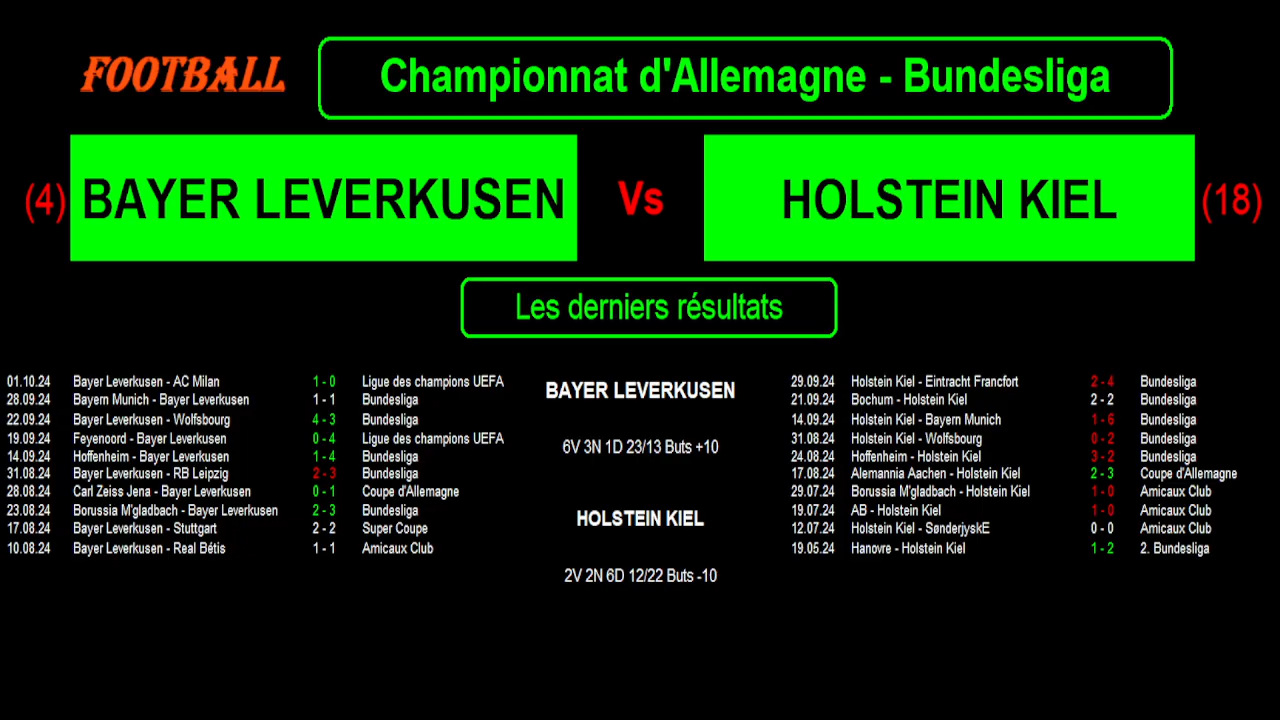 FOOTBALL
Championnat d'Allemagne - Bundesliga
(4) BAYER LEVERKUSEN Vs HOLSTEIN KIEL (18)
Les derniers résultats
01.10.24 Bayer Leverkusen - AC Milan 1 - 0 Ligue des champions UEFA
28.09.24 Bayern Munich - Bayer Leverkusen 1 - 1 Bundesliga
22.09.24 Bayer Leverkusen - Wolfsbourg 4 - 3 Bundesliga
19.09.24 Feyenoord - Bayer Leverkusen 0 - 4 Ligue des champions UEFA
14.09.24 Hoffenheim - Bayer Leverkusen 1 - 4 Bundesliga
31.08.24 Bayer Leverkusen - RB Leipzig 2 - 3 Bundesliga
28.08.24 Carl Zeiss Jena - Bayer Leverkusen 0 - 1 Coupe d'Allemagne
23.08.24 Borussia M'gladbach - Bayer Leverkusen 2 - 3 Bundesliga
17.08.24 Bayer Leverkusen - Stuttgart 2 - 2 Super Coupe
10.08.24 Bayer Leverkusen - Real Bétis 1 - 1 Amicaux Club
BAYER LEVERKUSEN
6V 3N 1D 23/13 Buts +10
HOLSTEIN KIEL
2V 2N 6D 12/22 Buts -10
29.09.24 Holstein Kiel - Eintracht Francfort 2 - 4 Bundesliga
21.09.24 Bochum - Holstein Kiel 2 - 2 Bundesliga
14.09.24 Holstein Kiel - Bayern Munich 1 - 6 Bundesliga
31.08.24 Holstein Kiel - Wolfsbourg 0 - 2 Bundesliga
24.08.24 Hoffenheim - Holstein Kiel 3 - 2 Bundesliga
17.08.24 Alemannia Aachen - Holstein Kiel 2 - 3 Coupe d'Allemagne
29.07.24 Borussia M'gladbach - Holstein Kiel 1 - 0 Amicaux Club
19.07.24 AB - Holstein Kiel 1 - 0 Amicaux Club
12.07.24 Holstein Kiel - SønderjyskE 0 - 0 Amicaux Club
19.05.24 Hanovre - Holstein Kiel 1 - 2 2. Bundesliga